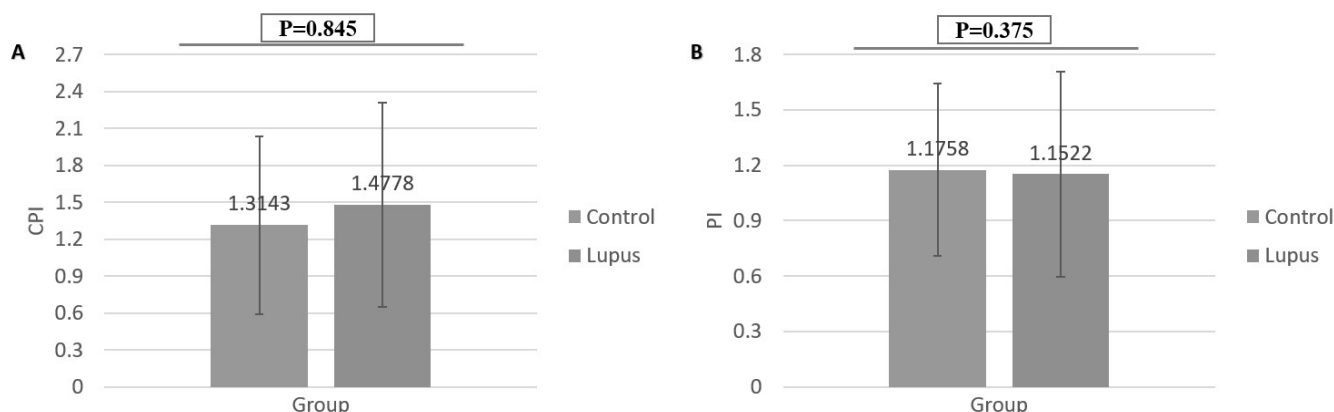 P=0.845
A
2.7
2.4
2.1
1.8
1.5
1.2
0.9
0.6
0.3
0
CPI
1.3143
1.4778
Group
Control
Lupus
P=0.375
B
1.8
1.5
1.2
0.9
0.6
0.3
0
PI
1.1758
1.1522
Group
Control
Lupus